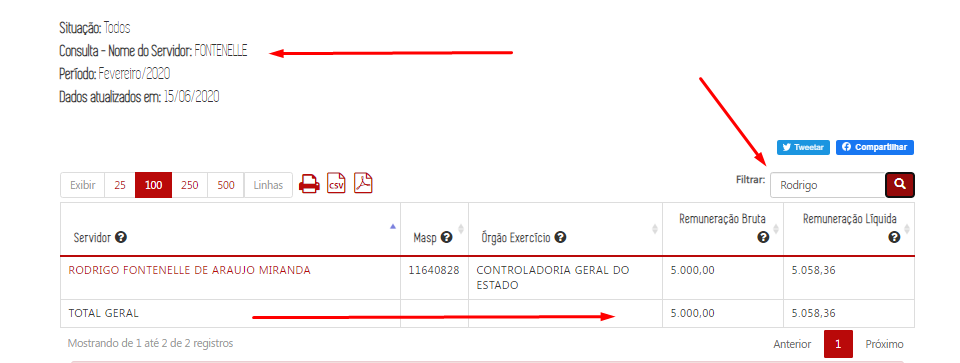 Situação: Todos
Consulta - Nome do Servidor: FONTENELLE
Período: Fevereiro/2020
Dados atualizados em: 15/06/2020
Tweetar Compartilhar
Exibir 25 100 250 500 Linhas CSV Filtrar: Rodrigo
Servidor Masp Órgão Exercício Remuneração Bruta Remuneração Líquida
RODRIGO FONTENELLE DE ARAUJO MIRANDA 11640828 CONTROLADORIA GERAL DO ESTADO 5.000,00 5.058,36
TOTAL GERAL 5.000,00 5.058,36
Mostrando de 1 até 2 de 2 registros Anterior 1 Próximo